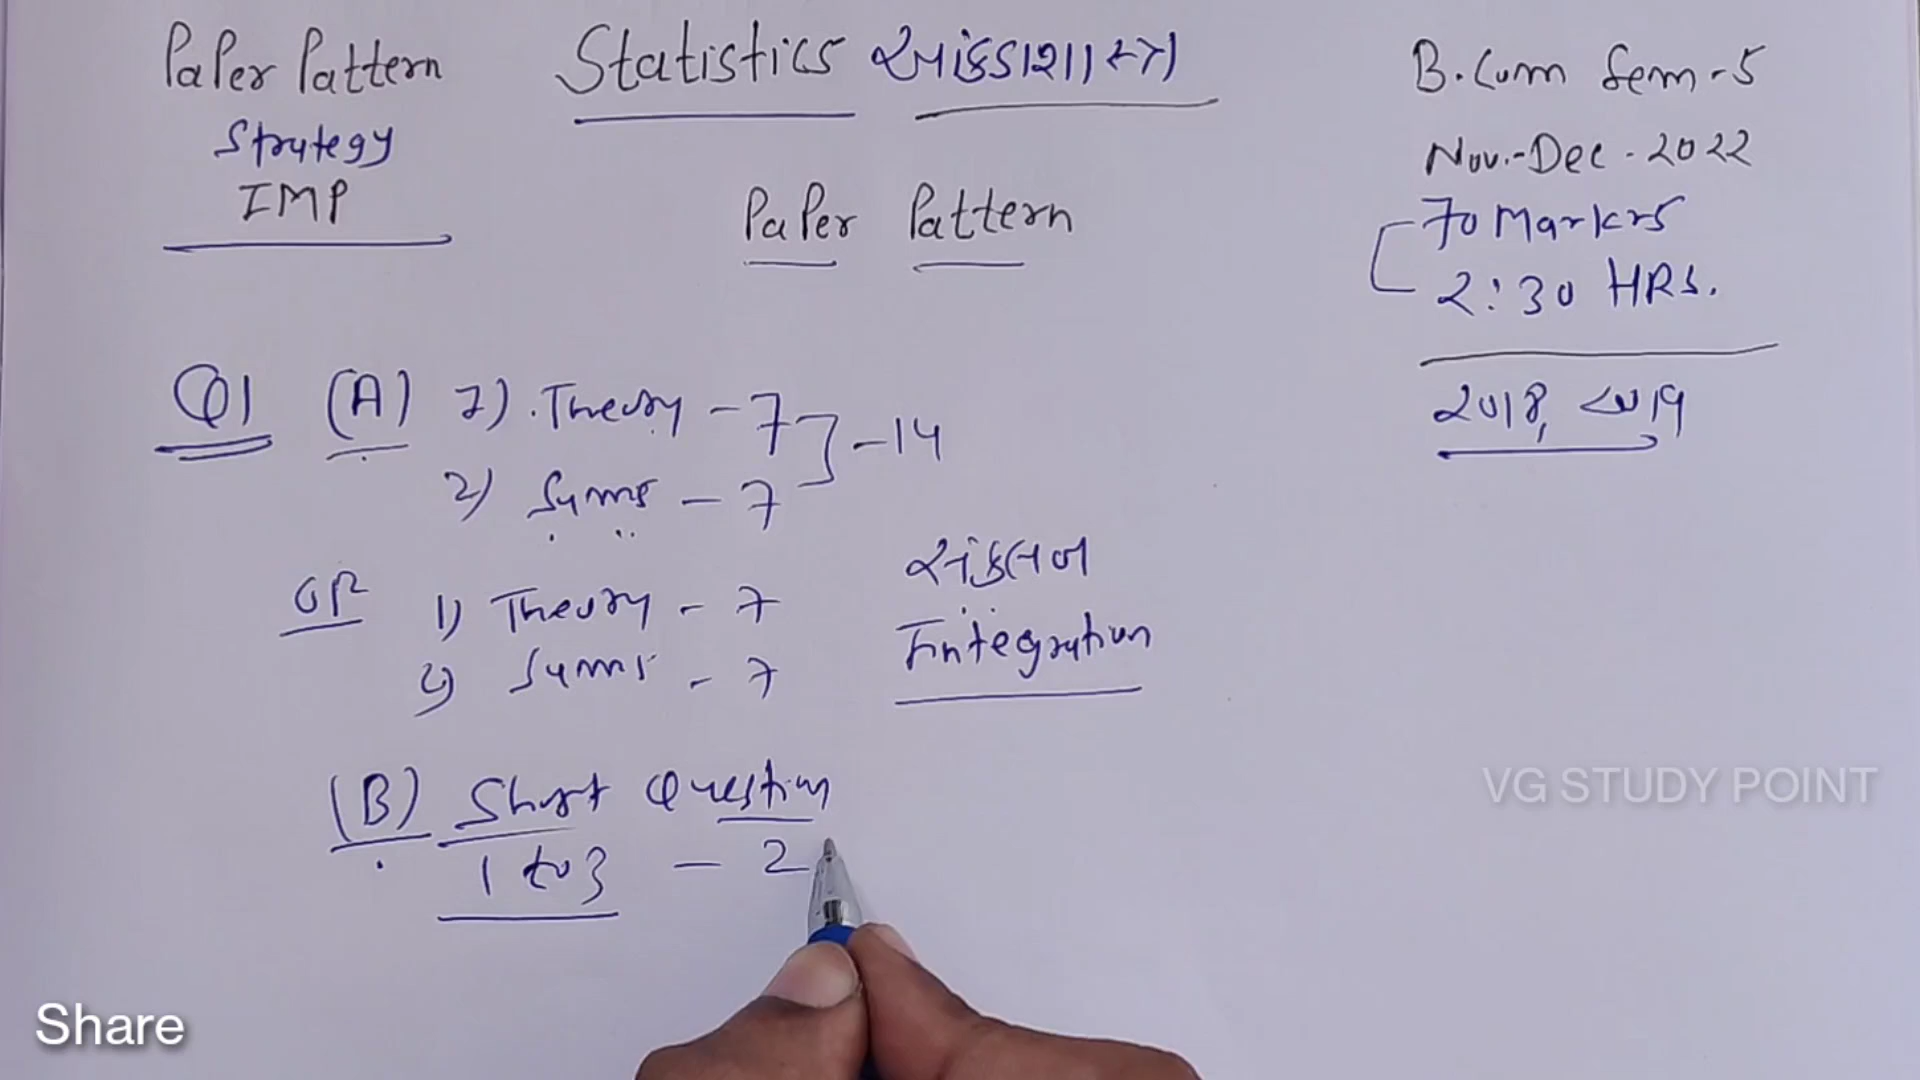 Paper Pattern
Strategy
IMP
Statistics આંકડાશાસ્ત્ર
Paper Pattern
B.Com Sem-5
Nov.-Dec-2022
70 Marks
2:30 HRS.
2018, 2019
Q1 (A) 1) Theory - 7
2) Sums - 7
-14
OR 1) Theory - 7
2) Sums - 7
સંકલન
Integration
(B) Short Question
1 to 3 - 2
VG STUDY POINT
Share